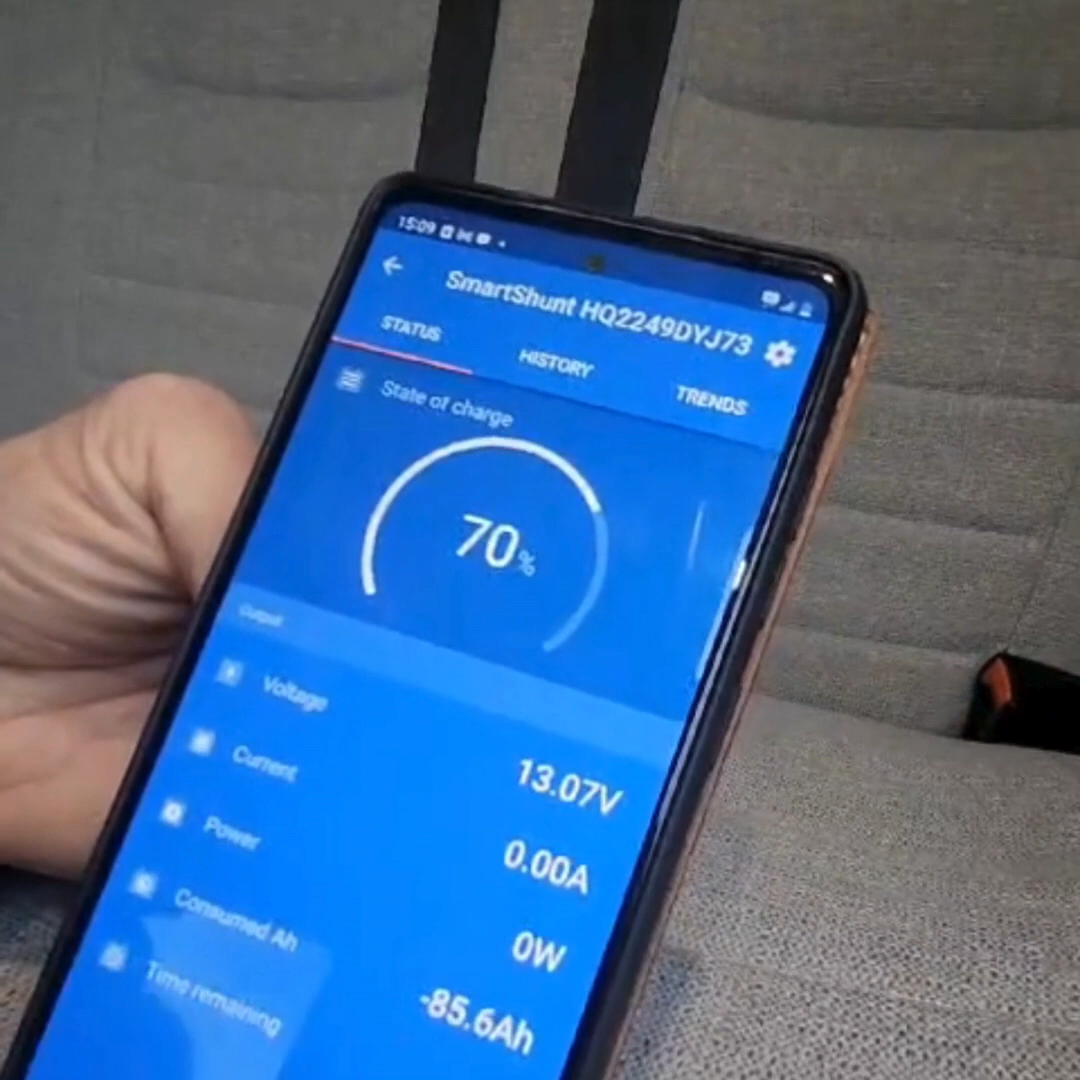 15:09
SmartShunt HQ2249DYJ73
STATUS HISTORY TRENDS
State of charge
70%
Output
Voltage 13.07V
Current 0.00A
Power 0W
Consumed Ah -85.6Ah
Time remaining